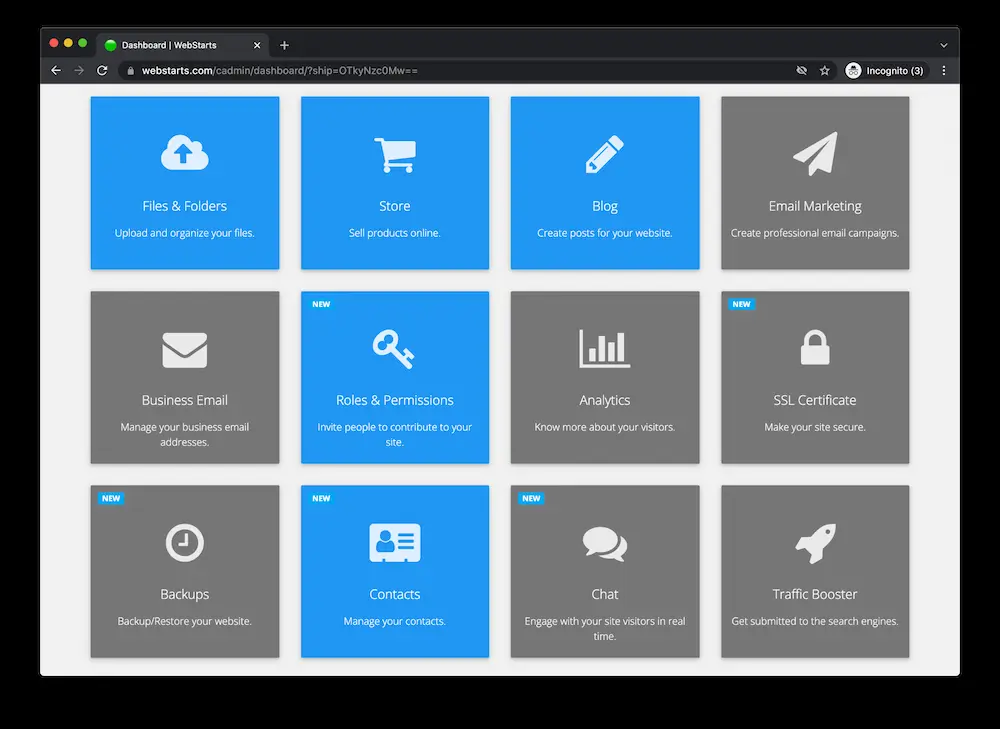 Dashboard | WebStarts
webstarts.com/cadmin/dashboard/?ship=OTkyNzc0Mw==
Incognito (3)
Files & Folders
Upload and organize your files.
Store
Sell products online.
Blog
Create posts for your website.
Email Marketing
Create professional email campaigns.
Business Email
Manage your business email
addresses.
NEW
Roles & Permissions
Invite people to contribute to your
site.
Analytics
Know more about your visitors.
NEW
SSL Certificate
Make your site secure.
NEW
Backups
Backup/Restore your website.
NEW
Contacts
Manage your contacts.
NEW
Chat
Engage with your site visitors in real
time.
Traffic Booster
Get submitted to the search engines.